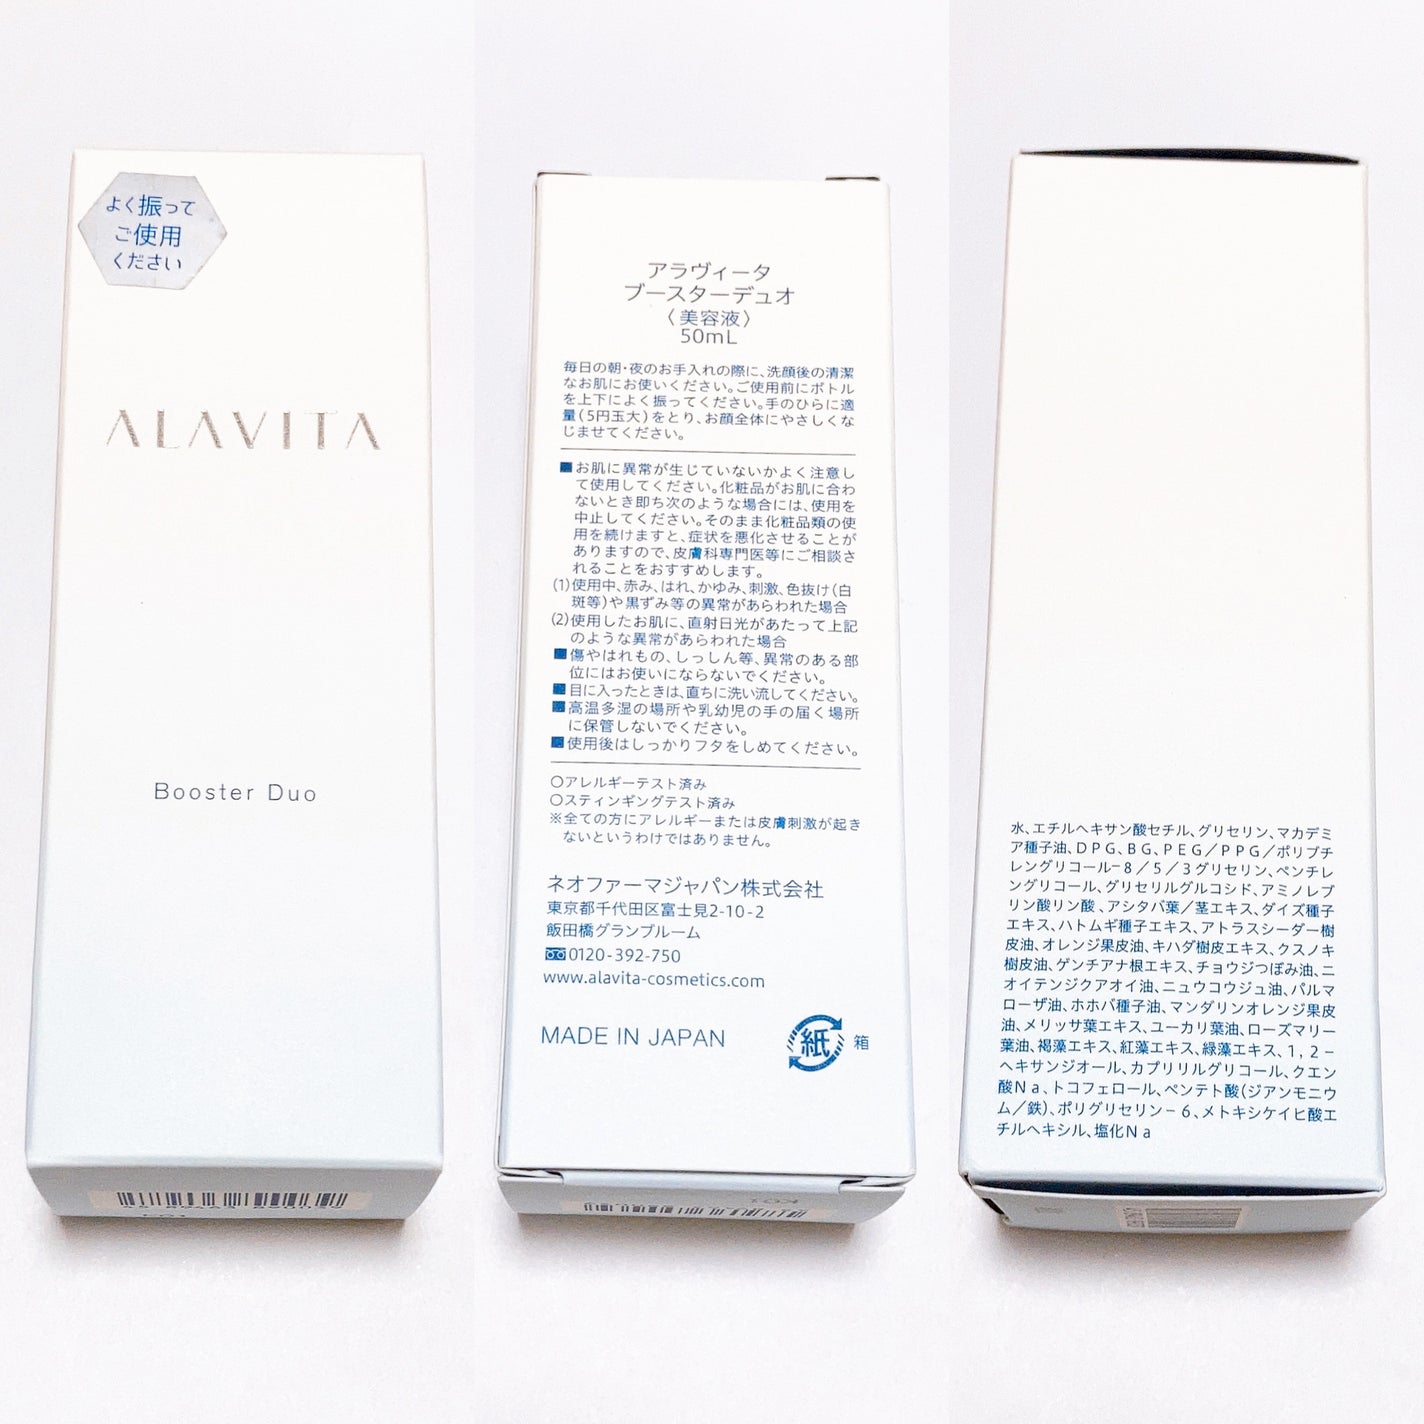 よく振って
ご使用
ください
ALAVITA
Booster Duo
アラヴィータ
ブースターデュオ
〈美容液〉
50mL
毎日の朝・夜のお手入れの際に、洗顔後の清潔
なお肌にお使いください。ご使用前にボトル
を上下によく振ってください。手のひらに適
量(5円玉大)をとり、お顔全体にやさしくな
じませてください。
■お肌に異常が生じていないかよく注意し
て使用してください。化粧品がお肌に合わ
ないとき即ち次のような場合には、使用を
中止してください。そのまま化粧品類の使
用を続けますと、症状を悪化させることが
ありますので、皮膚科専門医等にご相談さ
れることをおすすめします。
(1)使用中、赤み、はれ、かゆみ、刺激、色抜け(白
斑等)や黒ずみ等の異常があらわれた場合
(2)使用したお肌に、直射日光があたって上記
のような異常があらわれた場合
■傷やはれもの、しっしん等、異常のある部
位にはお使いにならないでください。
■目に入ったときは、直ちに洗い流してください。
■高温多湿の場所や乳幼児の手の届く場所
に保管しないでください。
■使用後はしっかりフタをしめてください。
○アレルギーテスト済み
○スティンギングテスト済み
※全ての方にアレルギーまたは皮膚刺激が起き
ないというわけではありません。
ネオファーマジャパン株式会社
東京都千代田区富士見2-10-2
飯田橋グランブルーム
0120-392-750
www.alavita-cosmetics.com
MADE IN JAPAN
紙 箱
K01
水、エチルヘキサン酸セチル、グリセリン、マカデミ
ア種子油、DPG、BG、PEG／PPG／ポリブチ
レングリコール-8／5／3グリセリン、ペンチレ
ングリコール、グリセリルグルコシド、アミノレブ
リン酸リン酸、アシタバ葉／茎エキス、ダイズ種子
エキス、ハトムギ種子エキス、アトラスシーダー樹
皮油、オレンジ果皮油、キハダ樹皮エキス、クスノキ
樹皮油、ゲンチアナ根エキス、チョウジつぼみ油、ニ
オイテンジクアオイ油、ニュウコウジュ油、パルマ
ローザ油、ホホバ種子油、マンダリンオレンジ果皮
油、メリッサ葉エキス、ユーカリ葉油、ローズマリー
葉油、褐藻エキス、紅藻エキス、緑藻エキス、1，2－
ヘキサンジオール、カプリリルグリコール、クエン
酸Na、トコフェロール、ペンテト酸(ジアンモニウ
ム／鉄)、ポリグリセリン－6、メトキシケイヒ酸エ
チルヘキシル、塩化Na